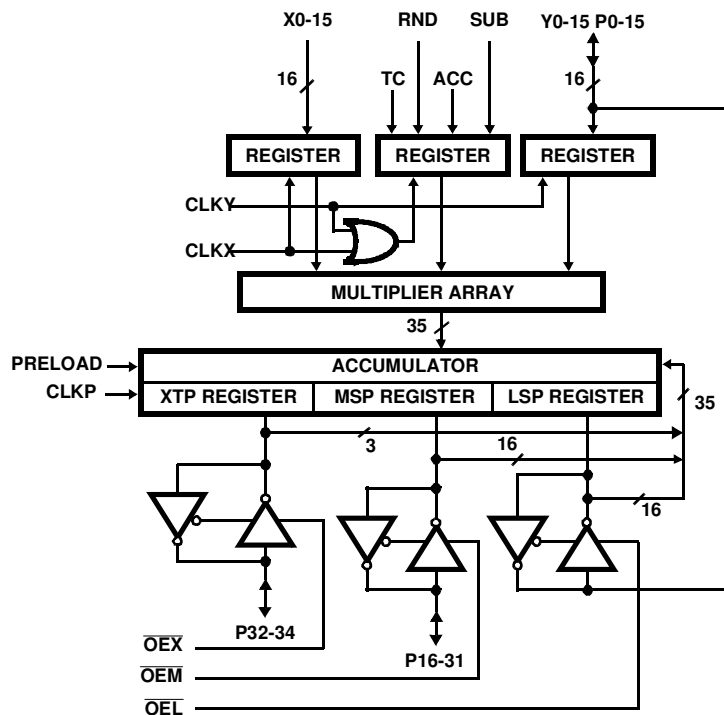 X0-15 RND SUB Y0-15 P0-15
16 TC ACC 16
REGISTER REGISTER REGISTER
CLKY
CLKX
MULTIPLIER ARRAY
35
PRELOAD ACCUMULATOR
CLKP XTP REGISTER MSP REGISTER LSP REGISTER 35
3 16
16
P32-34
OEX P16-31
OEM
OEL